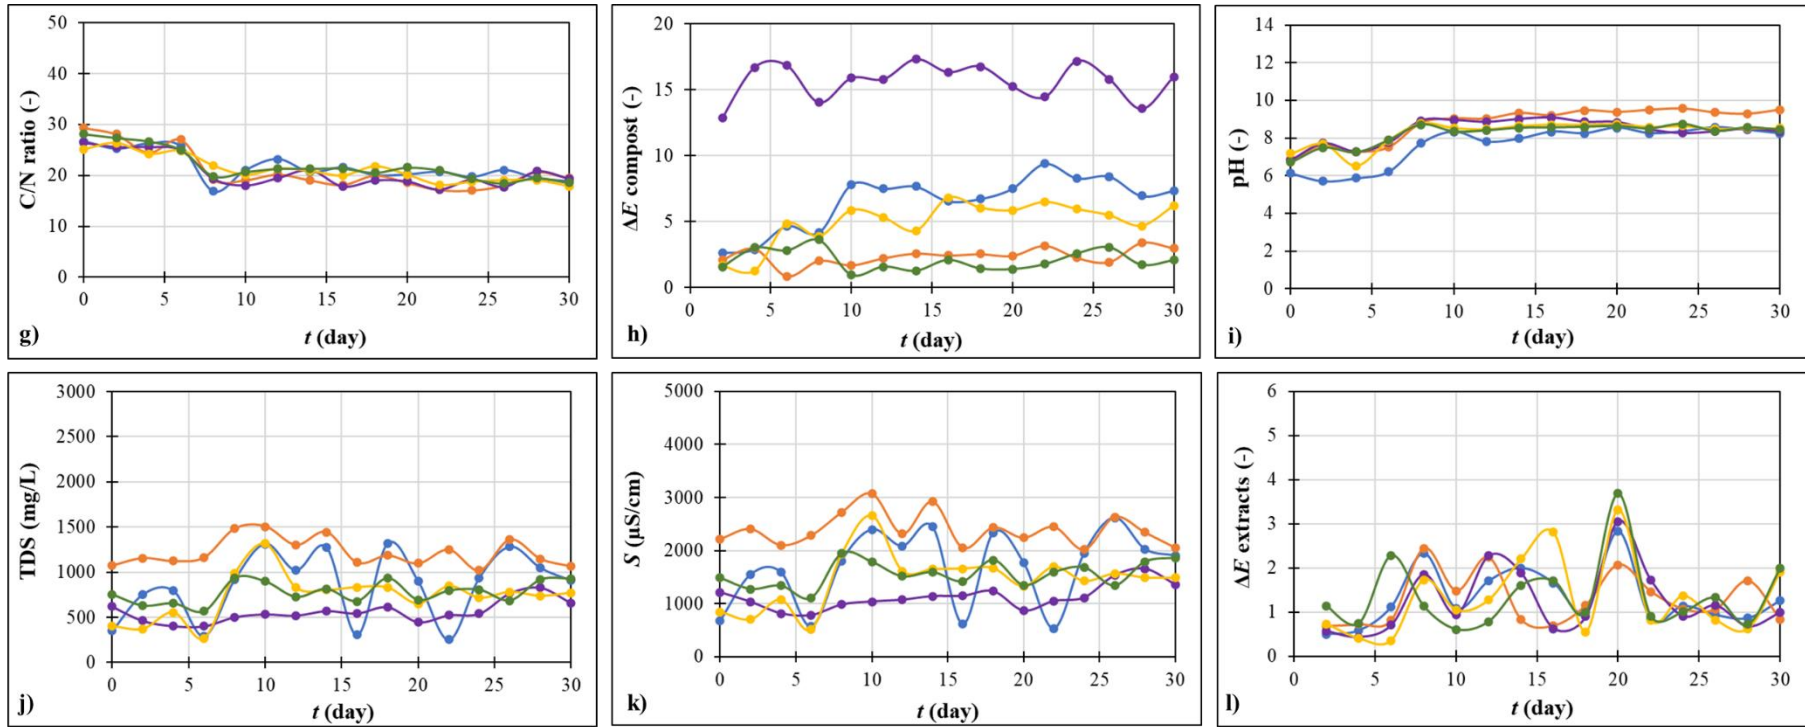 C/N ratio (-)
50
40
30
20
10
0
0 5 10 15 20 25 30
g)
t (day)
ΔE compost (-)
20
15
10
5
0
0 5 10 15 20 25 30
h)
t (day)
pH (-)
14
12
10
8
6
4
2
0
0 5 10 15 20 25 30
i)
t (day)
TDS (mg/L)
3000
2500
2000
1500
1000
500
0
0 5 10 15 20 25 30
j)
t (day)
S (µS/cm)
5000
4000
3000
2000
1000
0
0 5 10 15 20 25 30
k)
t (day)
ΔE extracts (-)
6
5
4
3
2
1
0
0 5 10 15 20 25 30
l)
t (day)